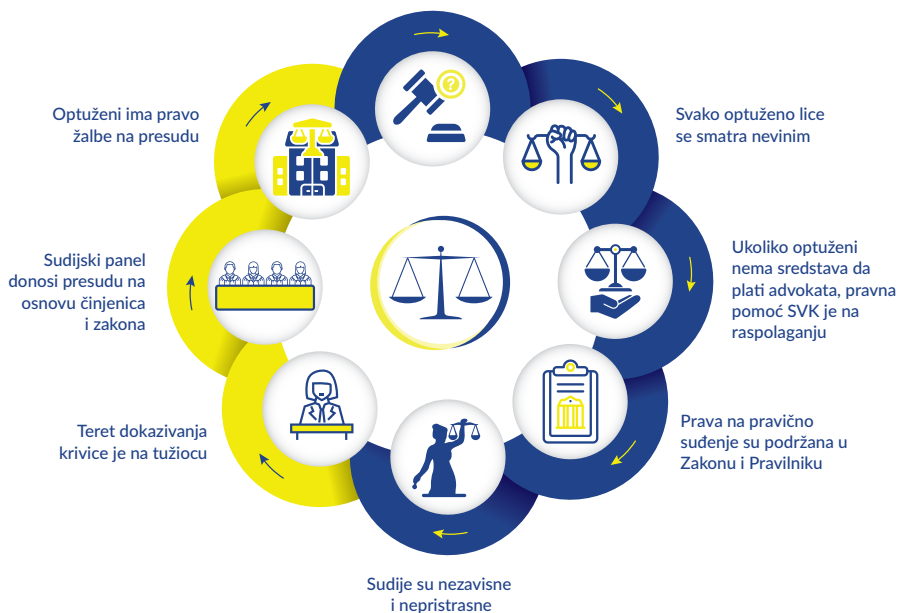 Optuženi ima pravo
žalbe na presudu
?
Svako optuženo lice
se smatra nevinim
Ukoliko optuženi
nema sredstava da
plati advokata, pravna
pomoć SVK je na
raspolaganju
Prava na pravično
suđenje su podržana u
Zakonu i Pravilniku
Sudije su nezavisne
i nepristrasne
Teret dokazivanja
krivice je na tužiocu
Sudijski panel
donosi presudu na
osnovu činjenica
i zakona